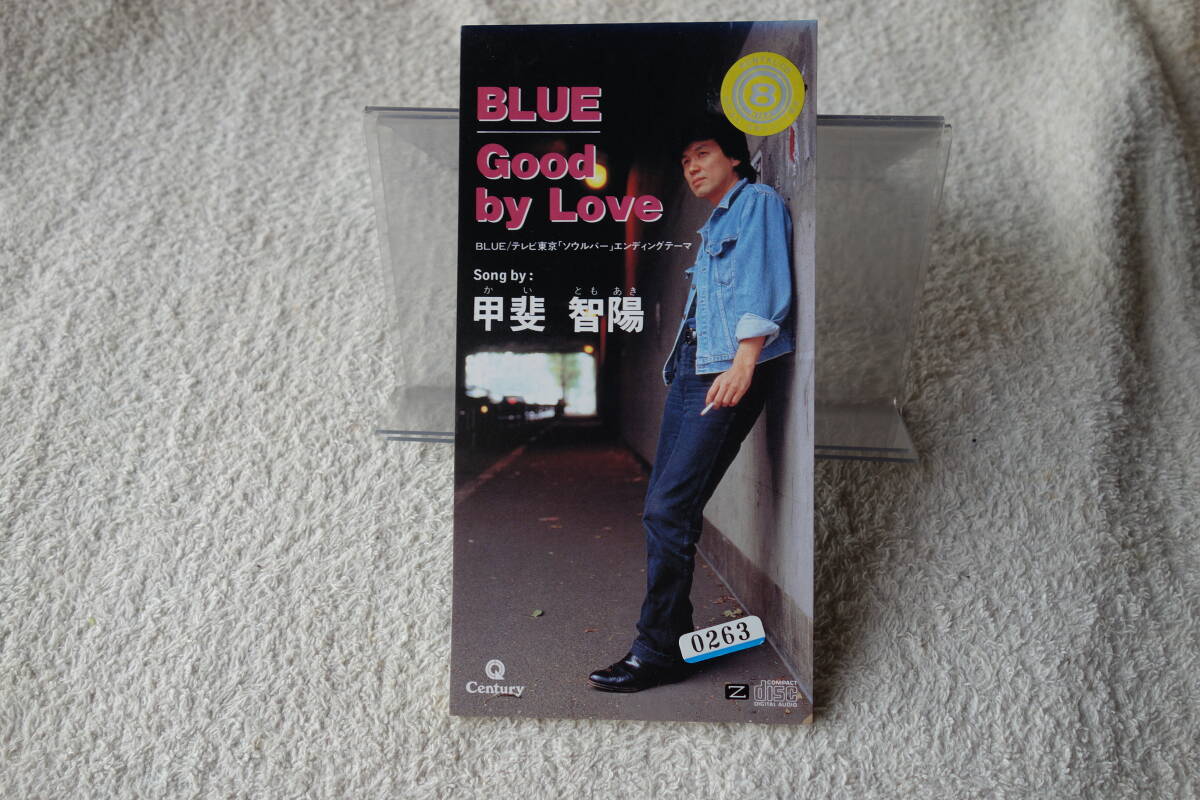 BLUE
Good
by Love
BLUE/テレビ東京「ソウルバー」エンディングテーマ
Song by:
か い とも あき
甲斐 智陽
8
0263
Q
Century
Z
COMPACT
disc
DIGITAL AUDIO